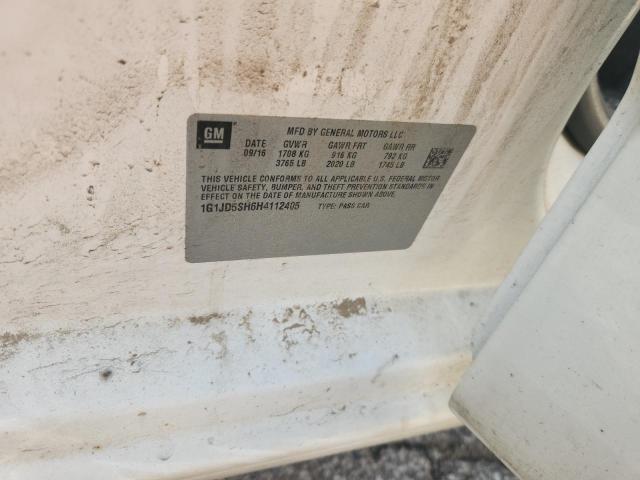 GM
MFD BY GENERAL MOTORS LLC
DATE GVWR GAWR FRT GAWR RR
09/16 1708 KG 916 KG 792 KG
3765 LB 2020 LB 1745 LB
THIS VEHICLE CONFORMS TO ALL APPLICABLE U.S. FEDERAL MOTOR
VEHICLE SAFETY, BUMPER, AND THEFT PREVENTION STANDARDS IN
EFFECT ON THE DATE OF MANUFACTURE SHOWN ABOVE.
1G1JD5SH6H4112405 TYPE: PASS CAR